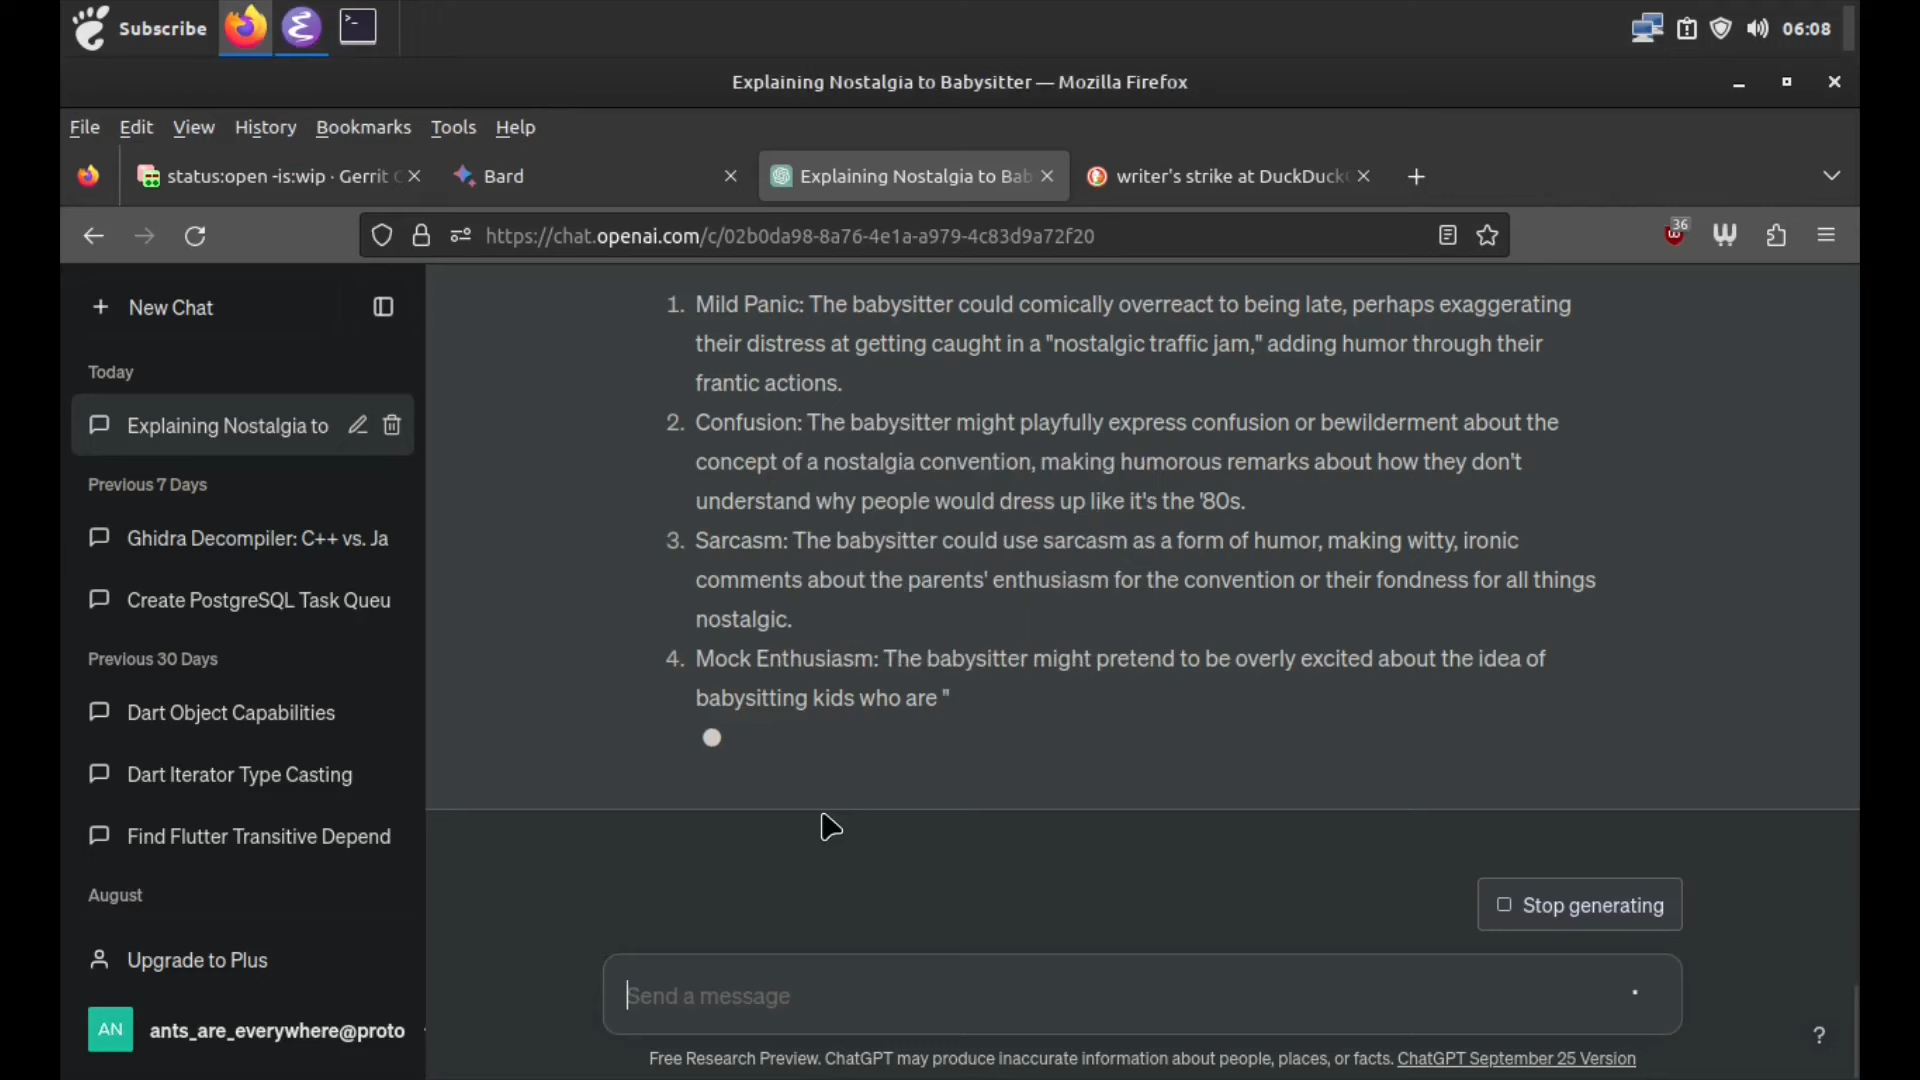 Subscribe
06:08
Explaining Nostalgia to Babysitter — Mozilla Firefox
File Edit View History Bookmarks Tools Help
status:open -is:wip · Gerrit C
Bard
Explaining Nostalgia to Bab
writer's strike at DuckDuck
https://chat.openai.com/c/02b0da98-8a76-4e1a-a979-4c83d9a72f20
36
New Chat
Today
Explaining Nostalgia to
Previous 7 Days
Ghidra Decompiler: C++ vs. Ja
Create PostgreSQL Task Queu
Previous 30 Days
Dart Object Capabilities
Dart Iterator Type Casting
Find Flutter Transitive Depend
August
Upgrade to Plus
AN ants_are_everywhere@proto
1. Mild Panic: The babysitter could comically overreact to being late, perhaps exaggerating
their distress at getting caught in a "nostalgic traffic jam," adding humor through their
frantic actions.
2. Confusion: The babysitter might playfully express confusion or bewilderment about the
concept of a nostalgia convention, making humorous remarks about how they don't
understand why people would dress up like it's the '80s.
3. Sarcasm: The babysitter could use sarcasm as a form of humor, making witty, ironic
comments about the parents' enthusiasm for the convention or their fondness for all things
nostalgic.
4. Mock Enthusiasm: The babysitter might pretend to be overly excited about the idea of
babysitting kids who are "
Stop generating
Send a message
Free Research Preview. ChatGPT may produce inaccurate information about people, places, or facts. ChatGPT September 25 Version
?